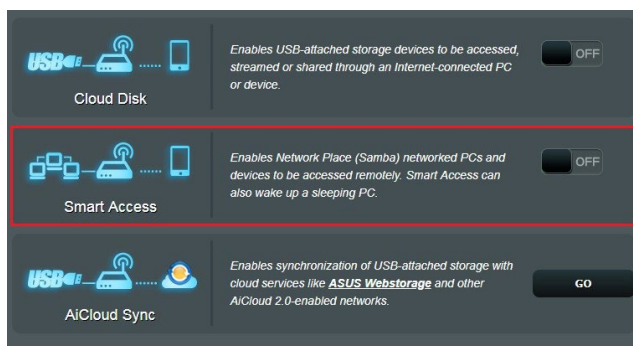 USB
Cloud Disk
Enables USB-attached storage devices to be accessed,
streamed or shared through an Internet-connected PC
or device.
OFF
Smart Access
Enables Network Place (Samba) networked PCs and
devices to be accessed remotely. Smart Access can
also wake up a sleeping PC.
OFF
USB
AiCloud Sync
Enables synchronization of USB-attached storage with
cloud services like ASUS Webstorage and other
AiCloud 2.0-enabled networks.
GO